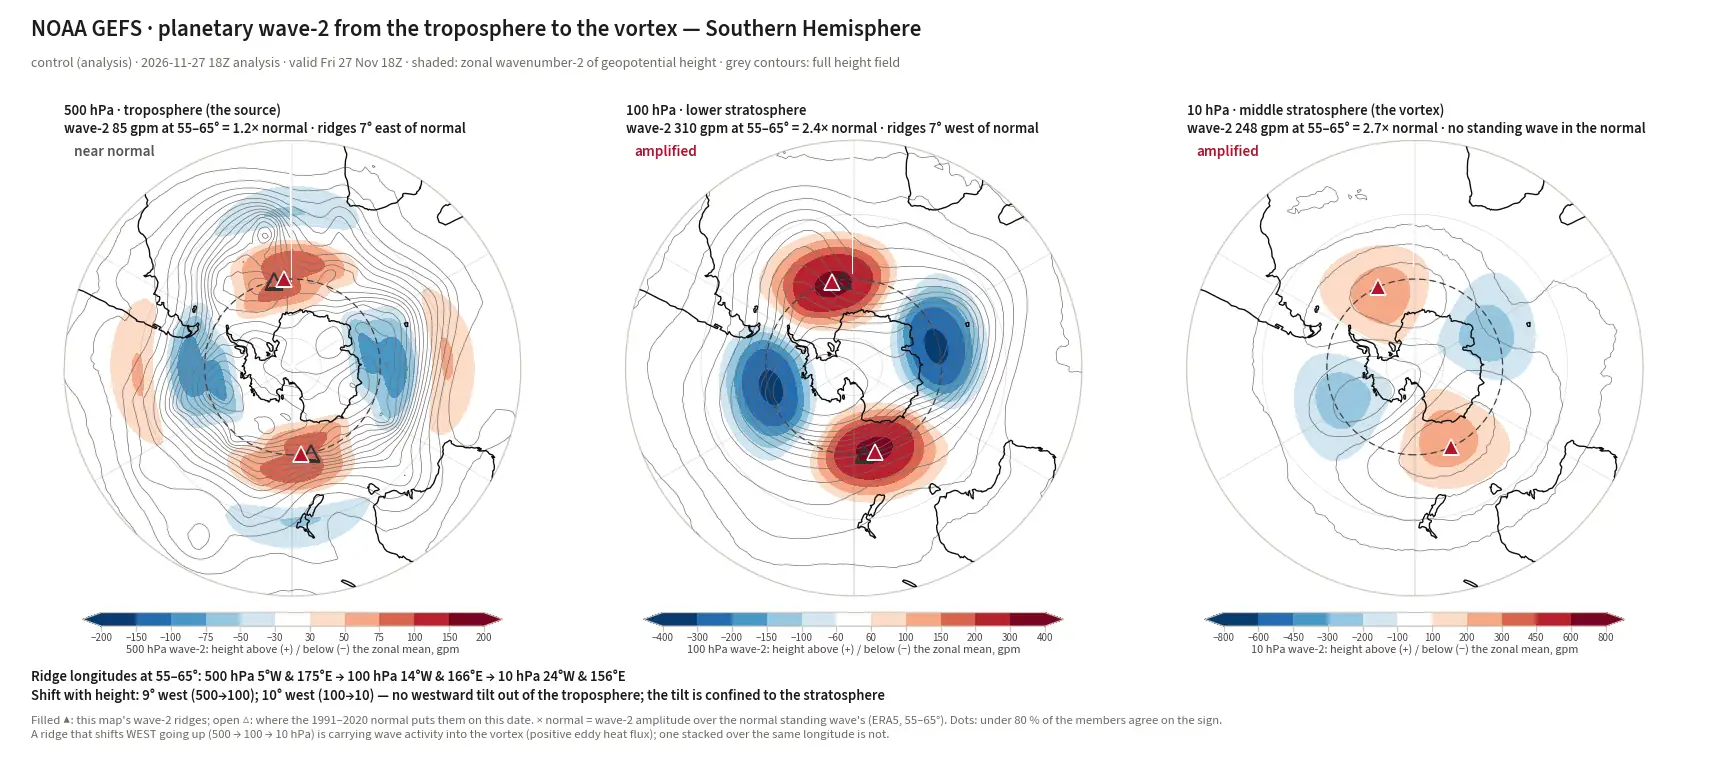 NOAA GEFS · planetary wave-2 from the troposphere to the vortex — Southern Hemisphere
control (analysis) · 2026-11-27 18Z analysis · valid Fri 27 Nov 18Z · shaded: zonal wavenumber-2 of geopotential height · grey contours: full height field
500 hPa · troposphere (the source)
wave-2 85 gpm at 55–65° = 1.2× normal · ridges 7° east of normal
near normal
100 hPa · lower stratosphere
wave-2 310 gpm at 55–65° = 2.4× normal · ridges 7° west of normal
amplified
10 hPa · middle stratosphere (the vortex)
wave-2 248 gpm at 55–65° = 2.7× normal · no standing wave in the normal
amplified
−200 −150 −100 −75 −50 −30 30 50 75 100 150 200
500 hPa wave-2: height above (+) / below (−) the zonal mean, gpm
−400 −300 −200 −150 −100 −60 60 100 150 200 300 400
100 hPa wave-2: height above (+) / below (−) the zonal mean, gpm
−800 −600 −450 −300 −200 −100 100 200 300 450 600 800
10 hPa wave-2: height above (+) / below (−) the zonal mean, gpm
Ridge longitudes at 55–65°: 500 hPa 5°W & 175°E → 100 hPa 14°W & 166°E → 10 hPa 24°W & 156°E
Shift with height: 9° west (500→100); 10° west (100→10) — no westward tilt out of the troposphere; the tilt is confined to the stratosphere
Filled ▲: this map's wave-2 ridges; open △: where the 1991–2020 normal puts them on this date. × normal = wave-2 amplitude over the normal standing wave's (ERA5, 55–65°). Dots: under 80 % of the members agree on the sign.
A ridge that shifts WEST going up (500 → 100 → 10 hPa) is carrying wave activity into the vortex (positive eddy heat flux); one stacked over the same longitude is not.